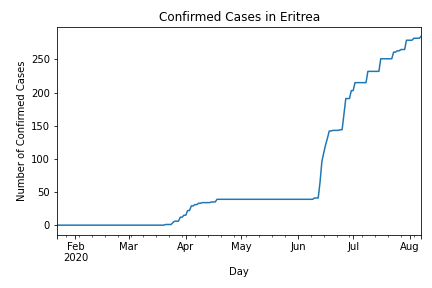 Confirmed Cases in Eritrea
Number of Confirmed Cases
250
200
150
100
50
0
Feb Mar Apr May Jun Jul Aug
2020
Day